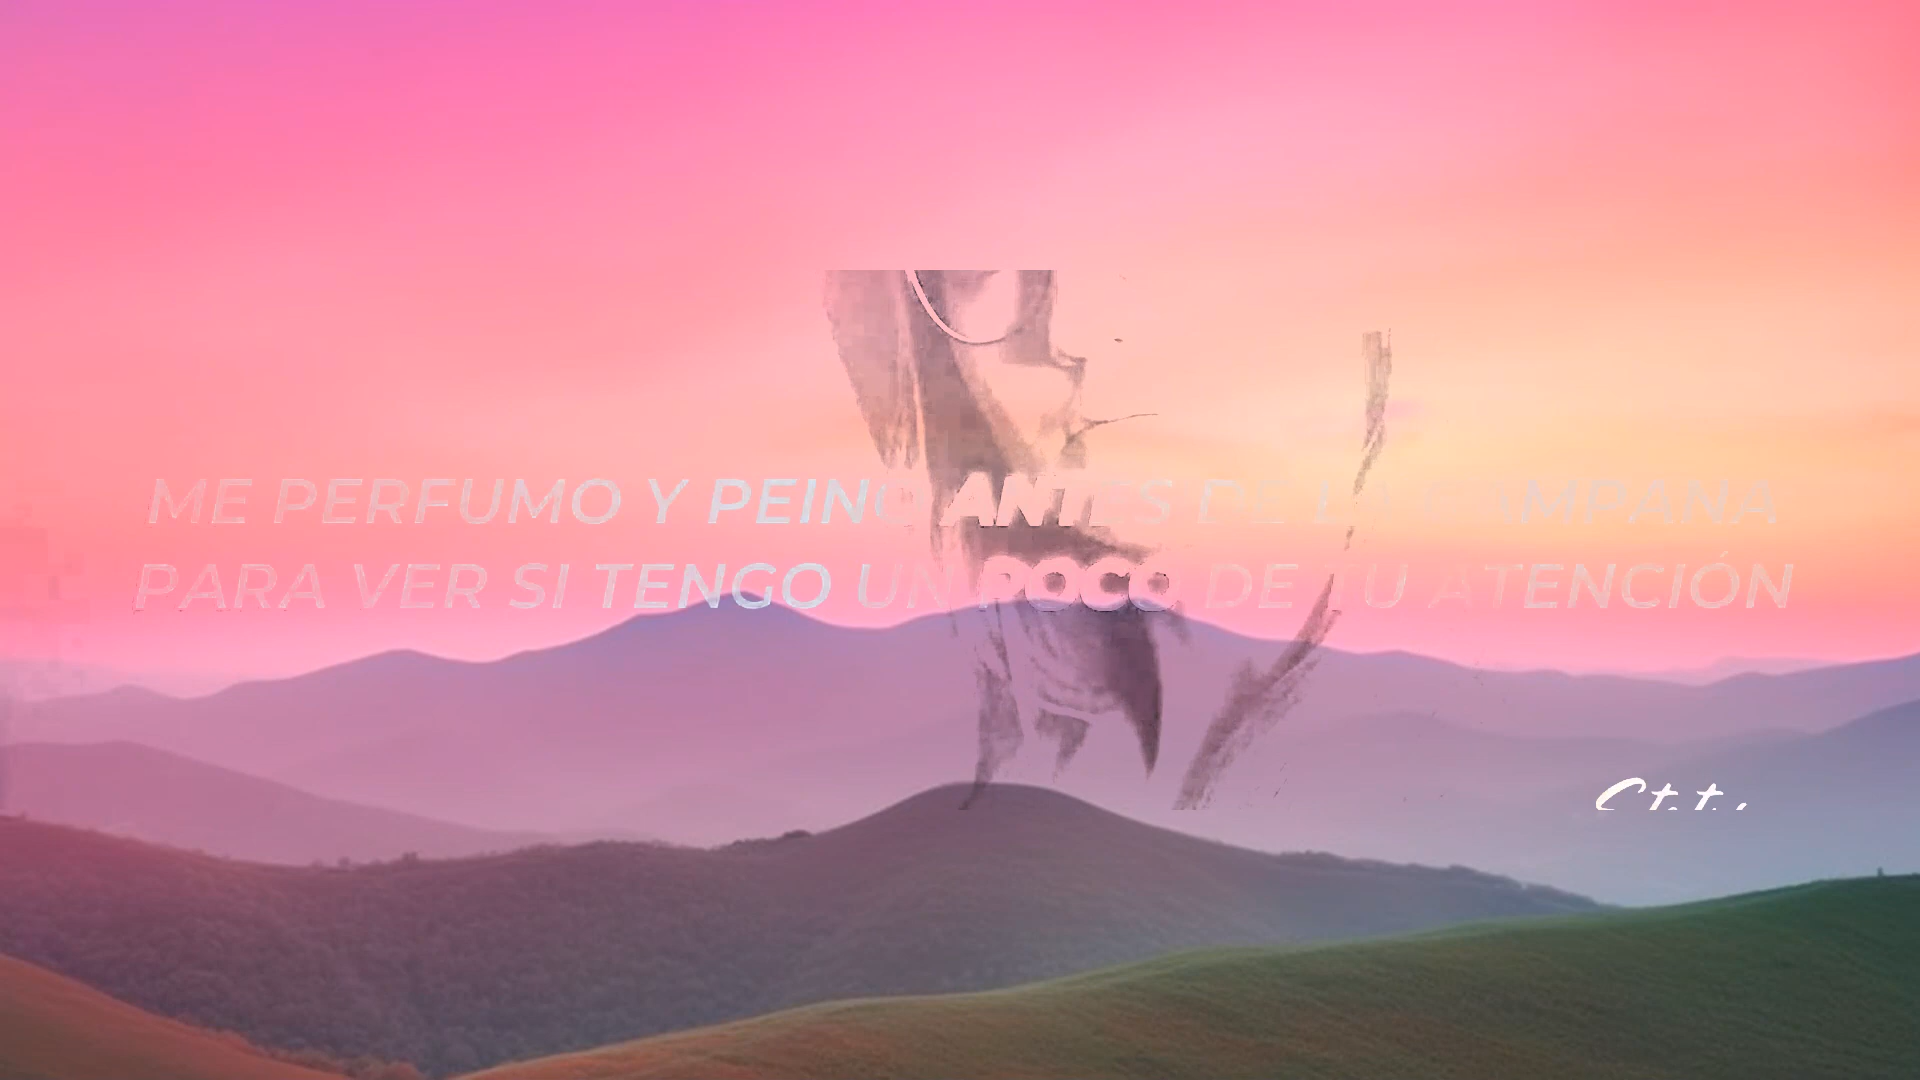 ME PERFUMO Y PEINO ANTES DE LA CAMPANA
PARA VER SI TENGO UN POCO DE TU ATENCIÓN